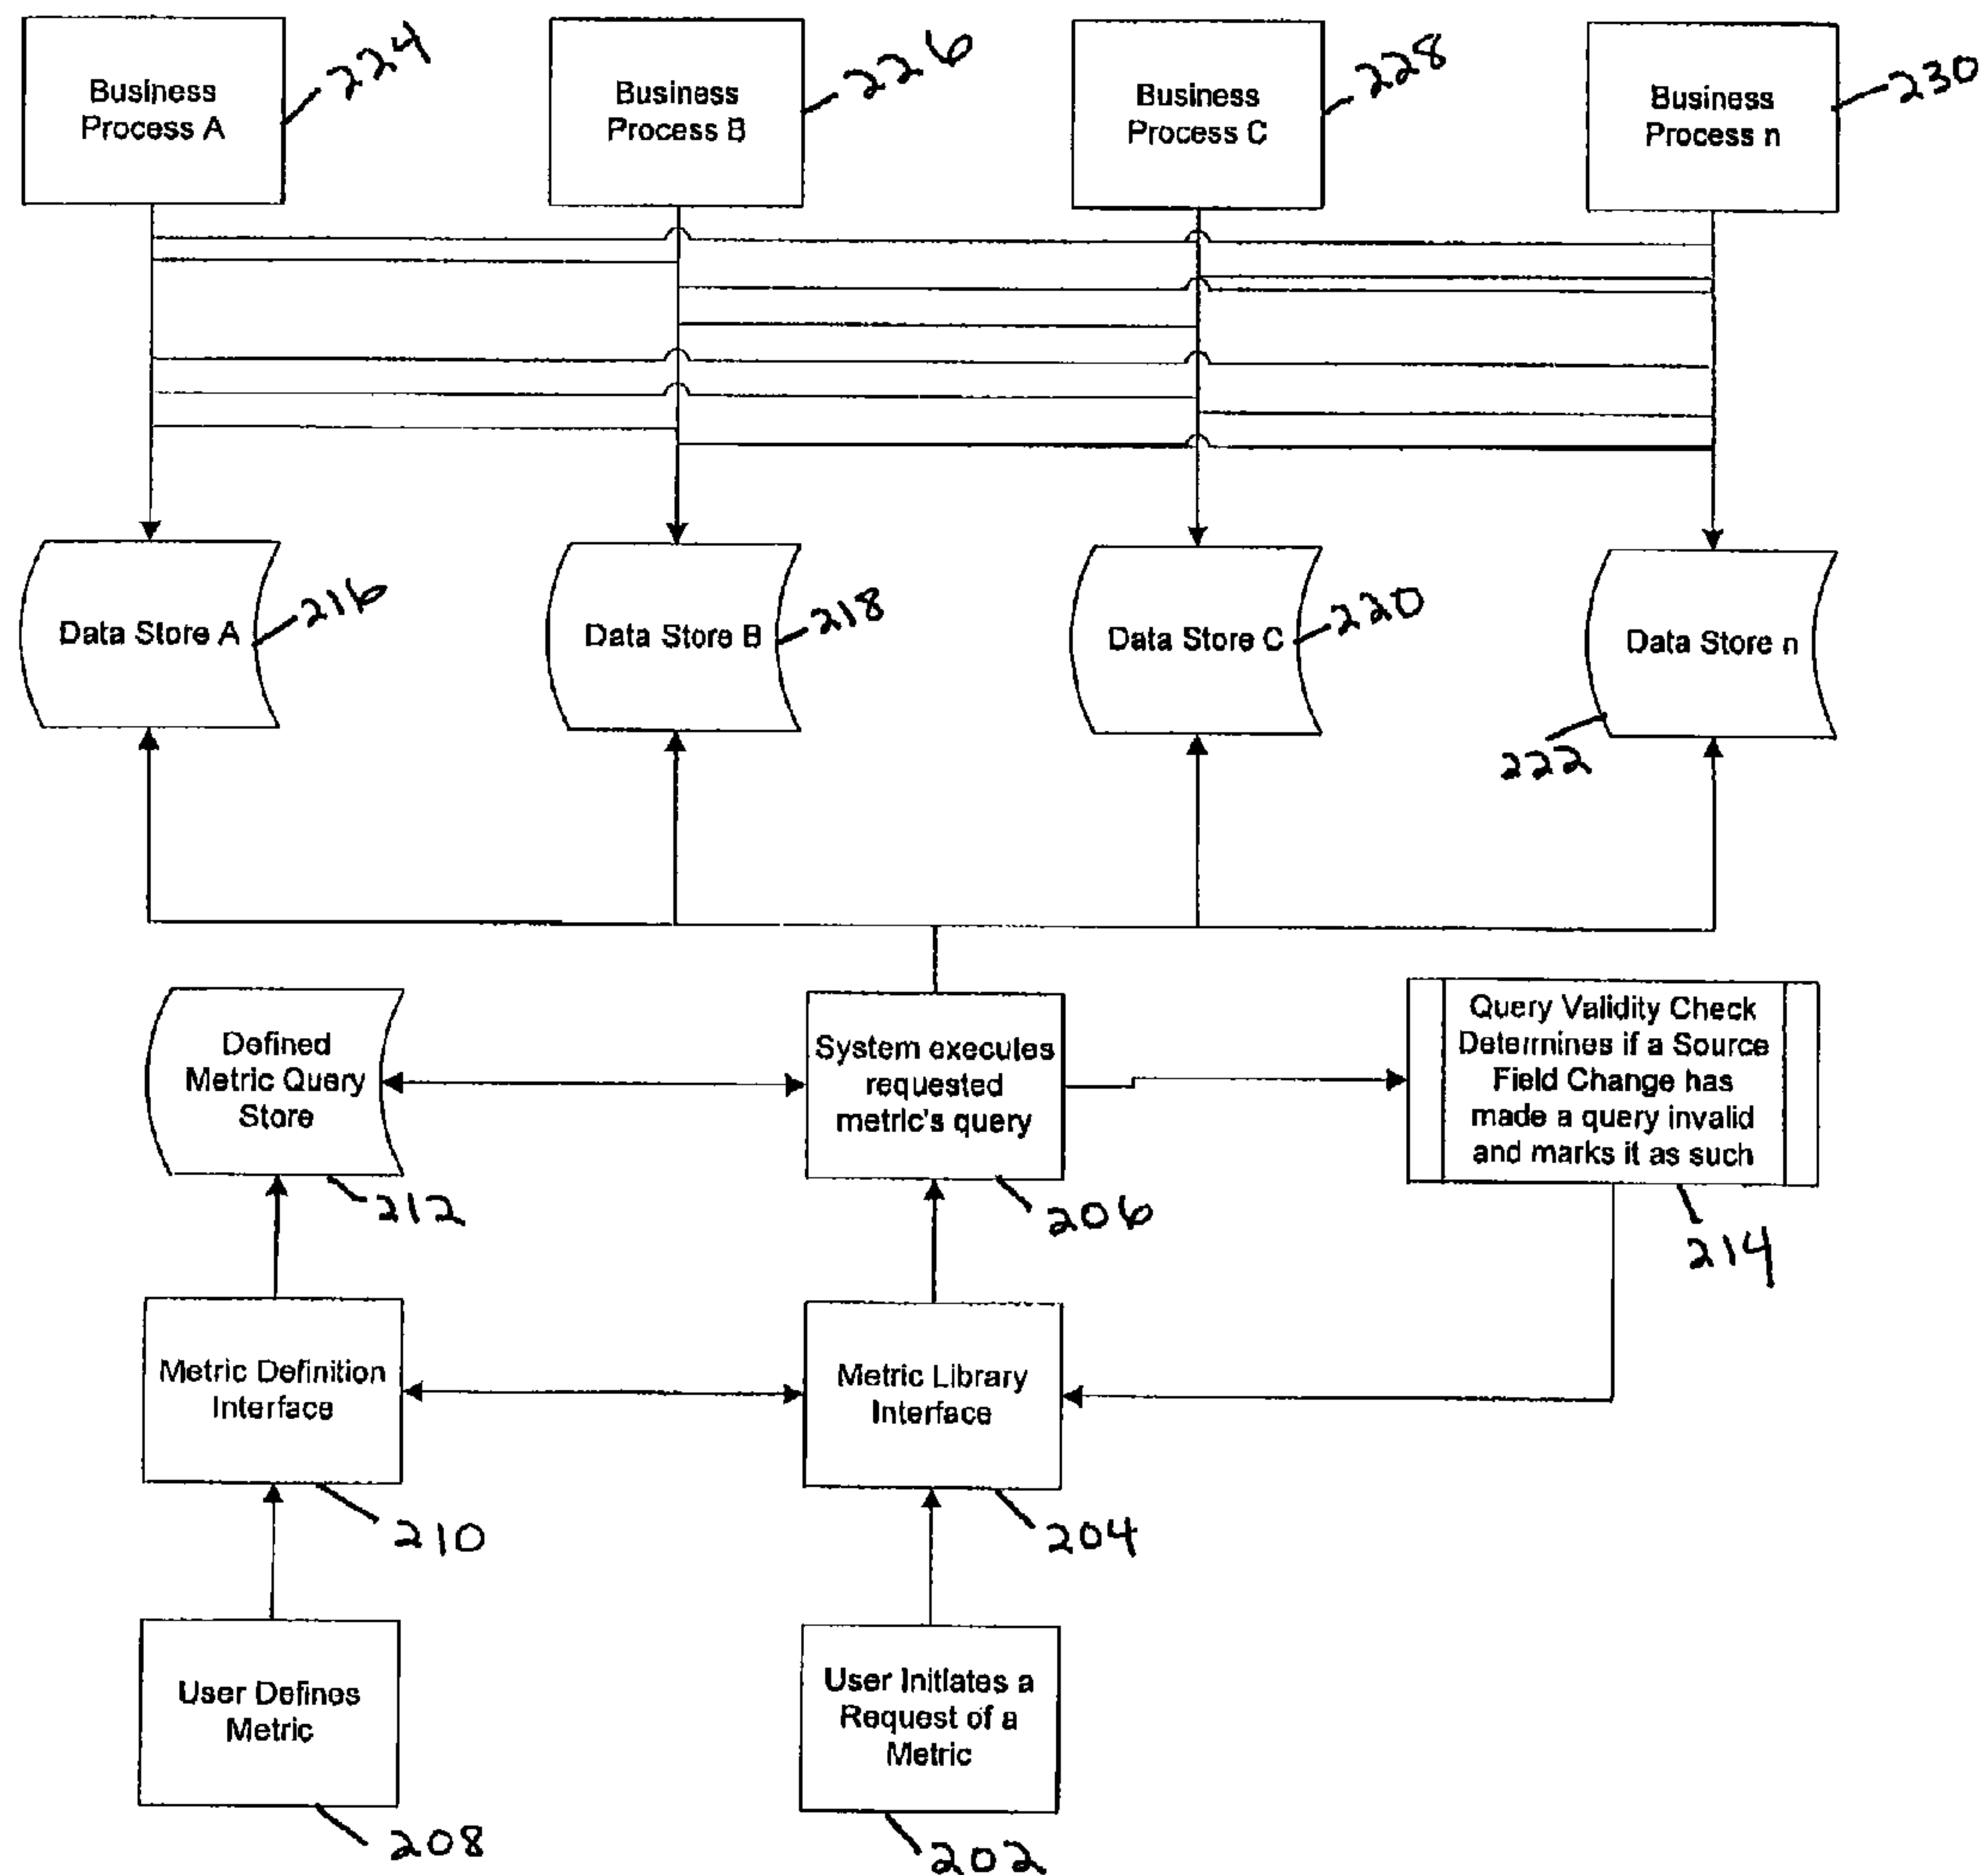 Business
Process A
224
Business
Process B
226
Business
Process C
228
Business
Process n
230
Data Store A
216
Data Store B
218
Data Store C
220
Data Store n
222
Defined
Metric Query
Store
212
System executes
requested
metric's query
206
Query Validity Check
Determines if a Source
Field Change has
made a query invalid
and marks it as such
214
Metric Definition
Interface
210
Metric Library
Interface
204
User Defines
Metric
208
User Initiates a
Request of a
Metric
202